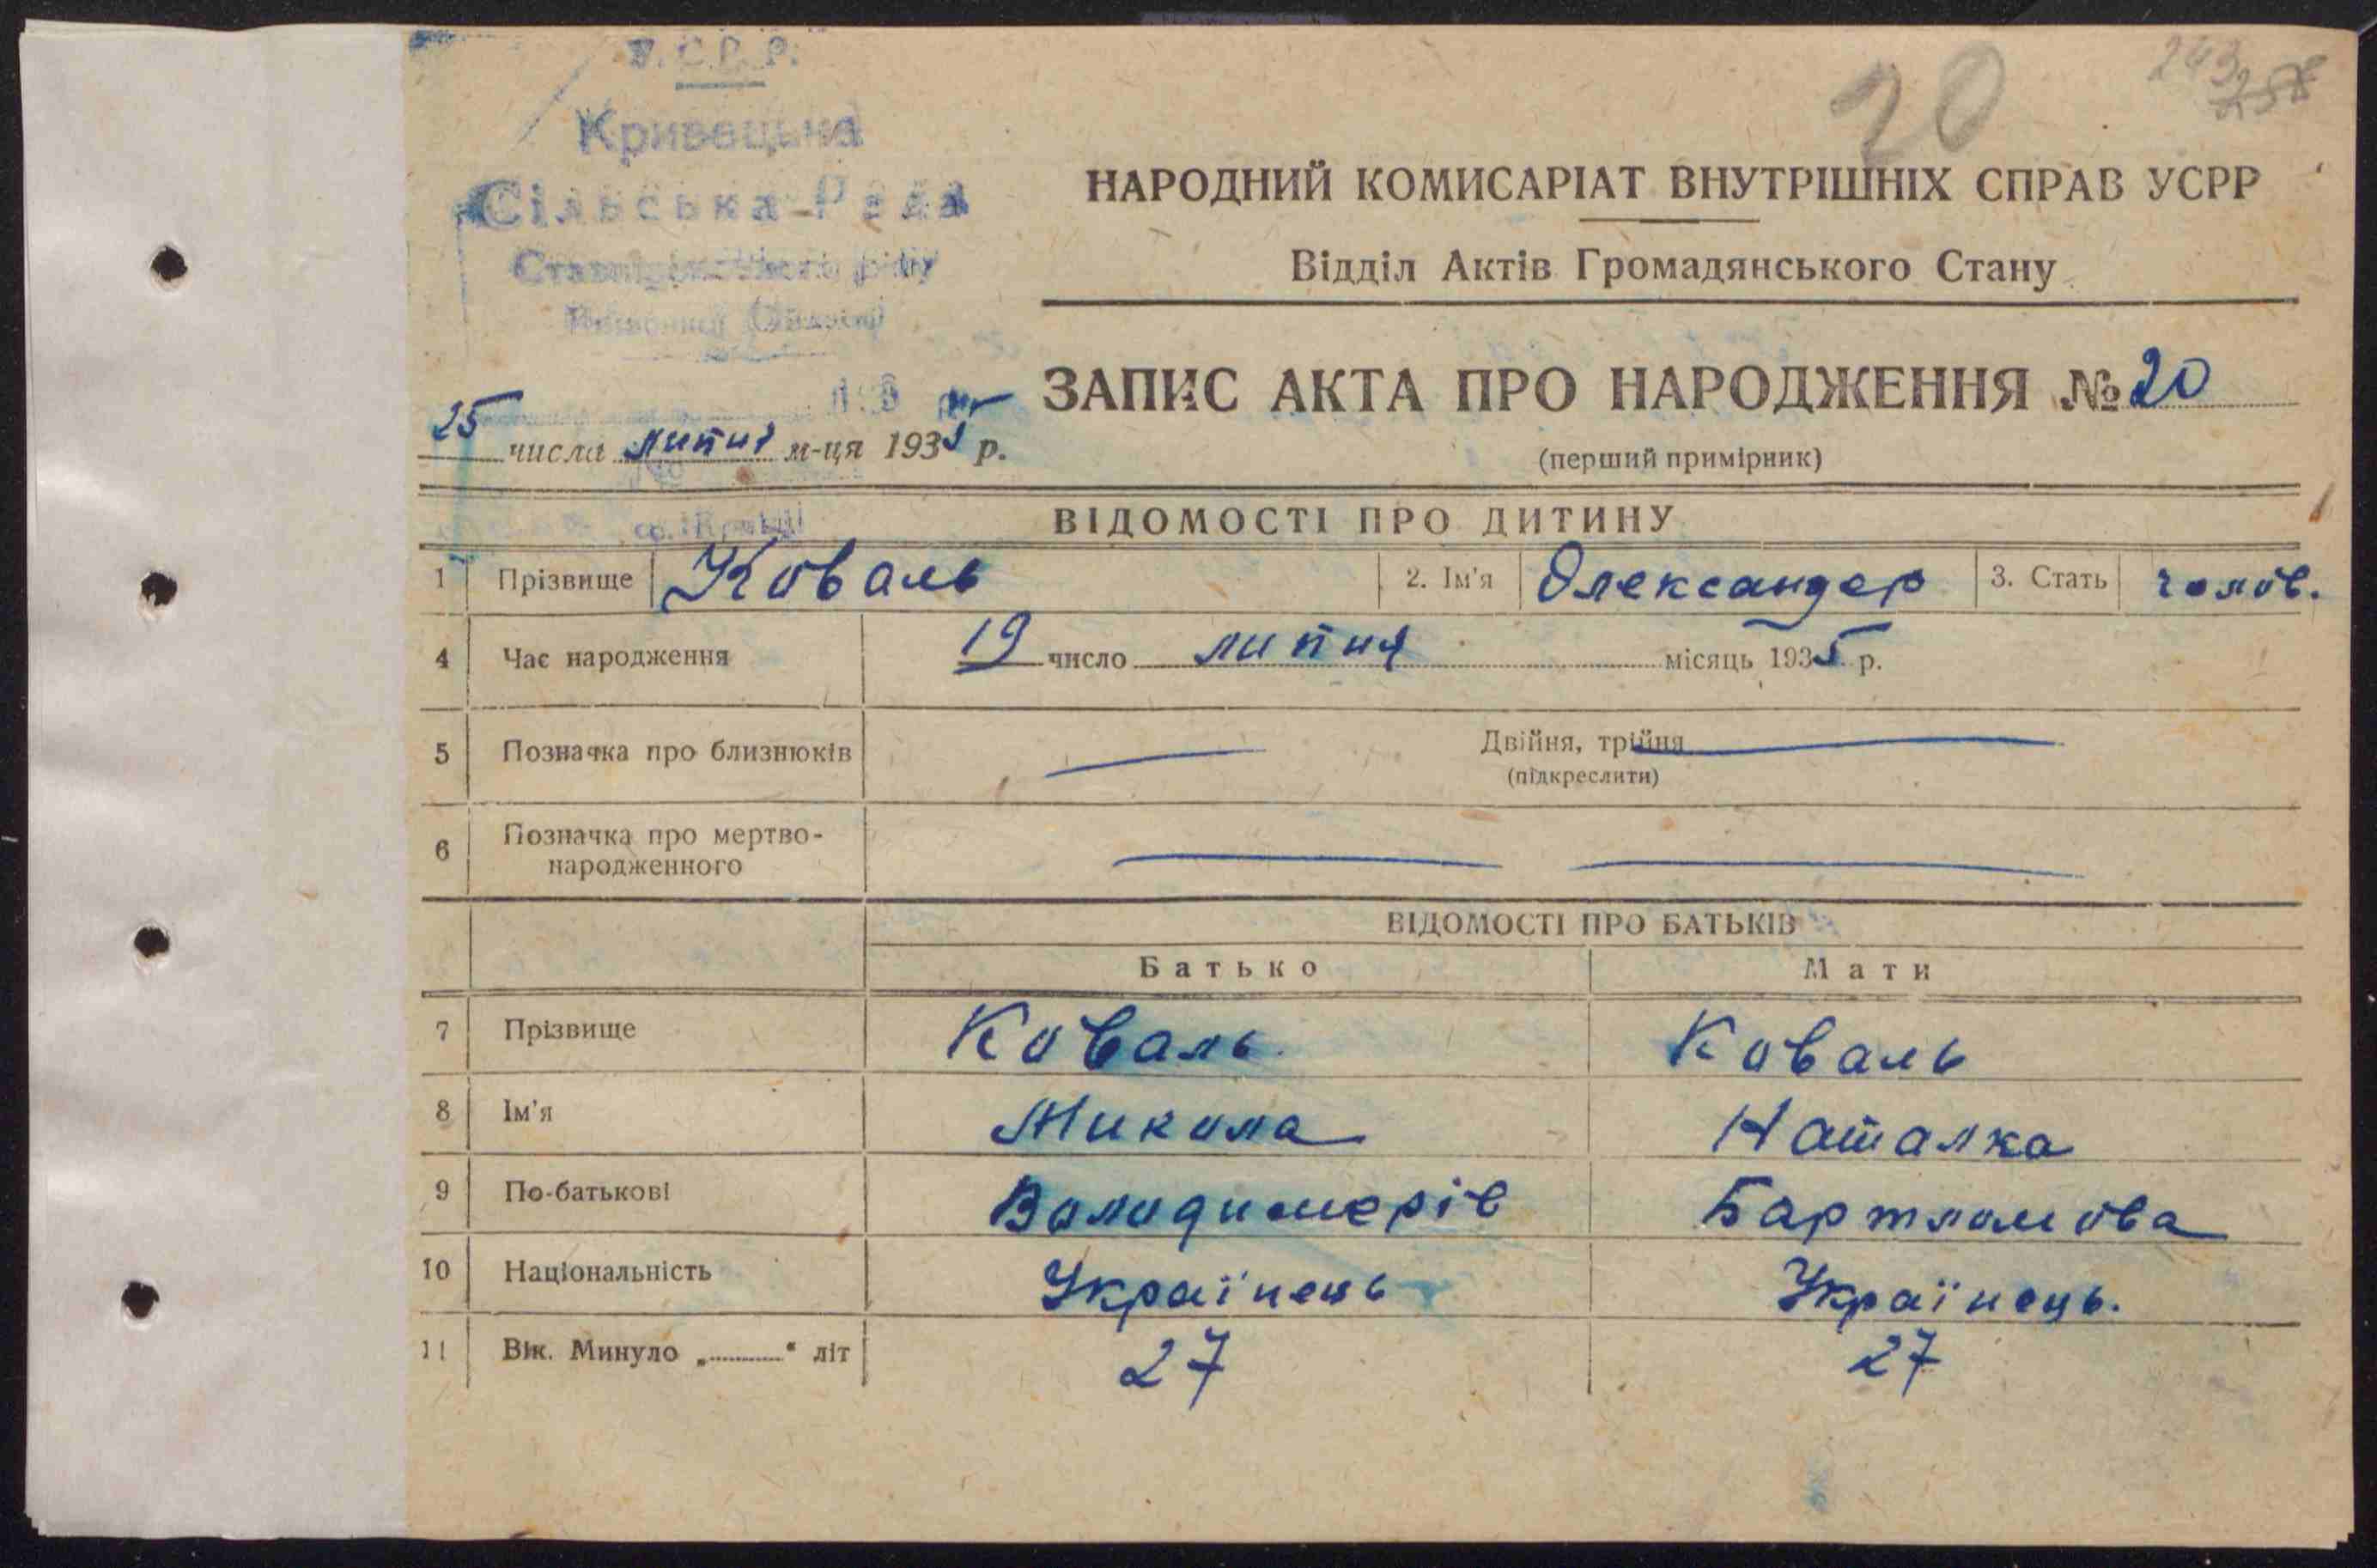 У.С.Р.Р.
Кривецька
Сільська Рада
20
243
258
НАРОДНИЙ КОМИСАРІАТ ВНУТРІШНІХ СПРАВ УСРР
Відділ Актів Громадянського Стану
ЗАПИС АКТА ПРО НАРОДЖЕННЯ № 20
25 числа липня м-ця 1935 р.
(перший примірник)
ВІДОМОСТІ ПРО ДИТИНУ
1 Прізвище Коваль 2. Ім'я Олександер 3. Стать чолов.
4 Час народження 19 число липня місяць 1935 р.
5 Позначка про близнюків Двійня, трійня
(підкреслити)
6 Позначка про мертво-
народженного
ВІДОМОСТІ ПРО БАТЬКІВ
Батько Мати
7 Прізвище Коваль Коваль
8 Ім'я Микола Наталка
9 По-батькові Володимерів Бартломова
10 Національність Українець Українець.
11 Вік. Минуло „ “ літ 27 27